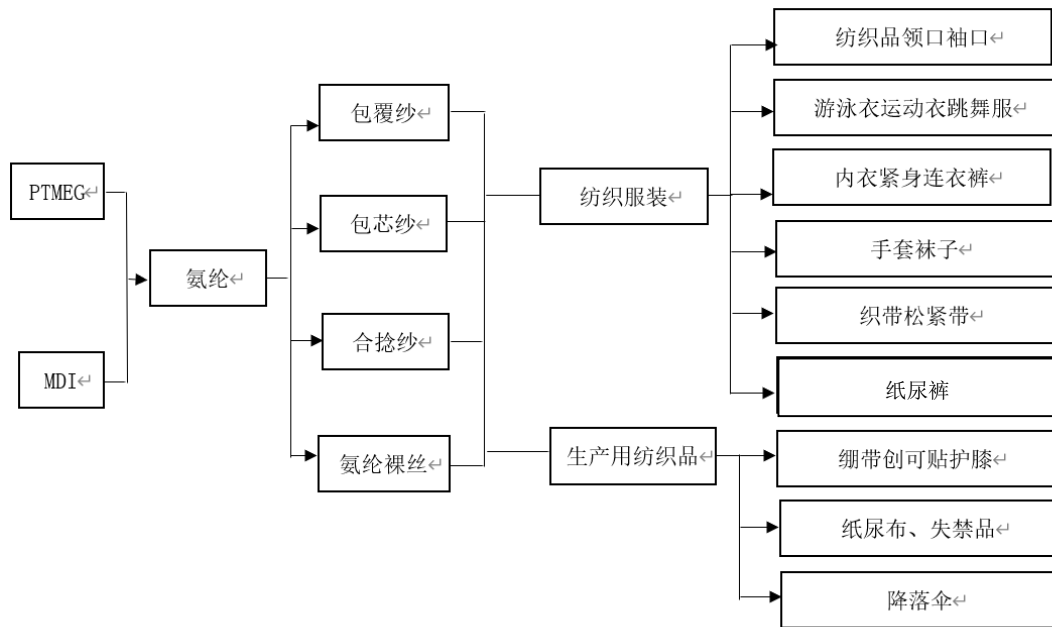 PTMEG
MDI
氨纶
包覆纱
包芯纱
合捻纱
氨纶裸丝
纺织服装
生产用纺织品
纺织品领口袖口
游泳衣运动衣跳舞服
内衣紧身连衣裤
手套袜子
织带松紧带
纸尿裤
绷带创可贴护膝
纸尿布、失禁品
降落伞